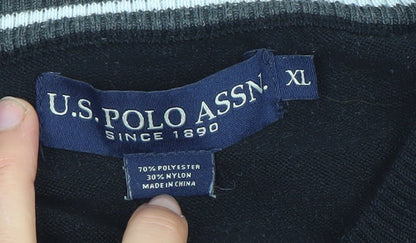 U.S. POLO ASSN.
XL
SINCE 1890
70% POLYESTER
30% NYLON
MADE IN CHINA